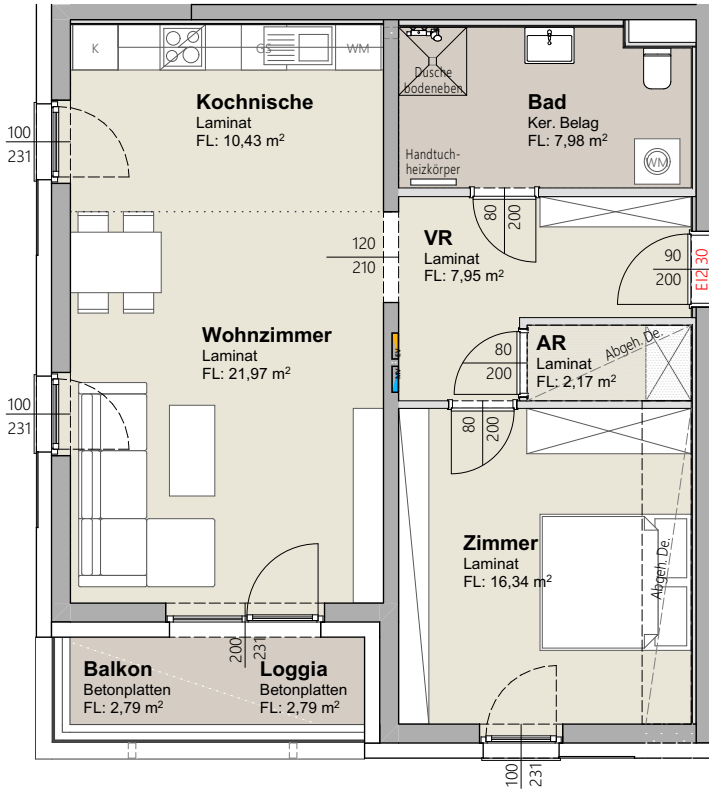 K
GS
WM
Dusche
bodeneben
Kochnische
Laminat
FL: 10,43 m²
Bad
Ker. Belag
FL: 7,98 m²
100
231
Handtuch-
heizkörper
WM
80
200
120
210
VR
Laminat
FL: 7,95 m²
90
200
EI2 30
Wohnzimmer
Laminat
FL: 21,97 m²
80
200
AR
Laminat
FL: 2,17 m²
Abgeh. De.
100
231
80
200
Zimmer
Laminat
FL: 16,34 m²
Abgeh. De.
200
231
Balkon
Betonplatten
FL: 2,79 m²
Loggia
Betonplatten
FL: 2,79 m²
100
231